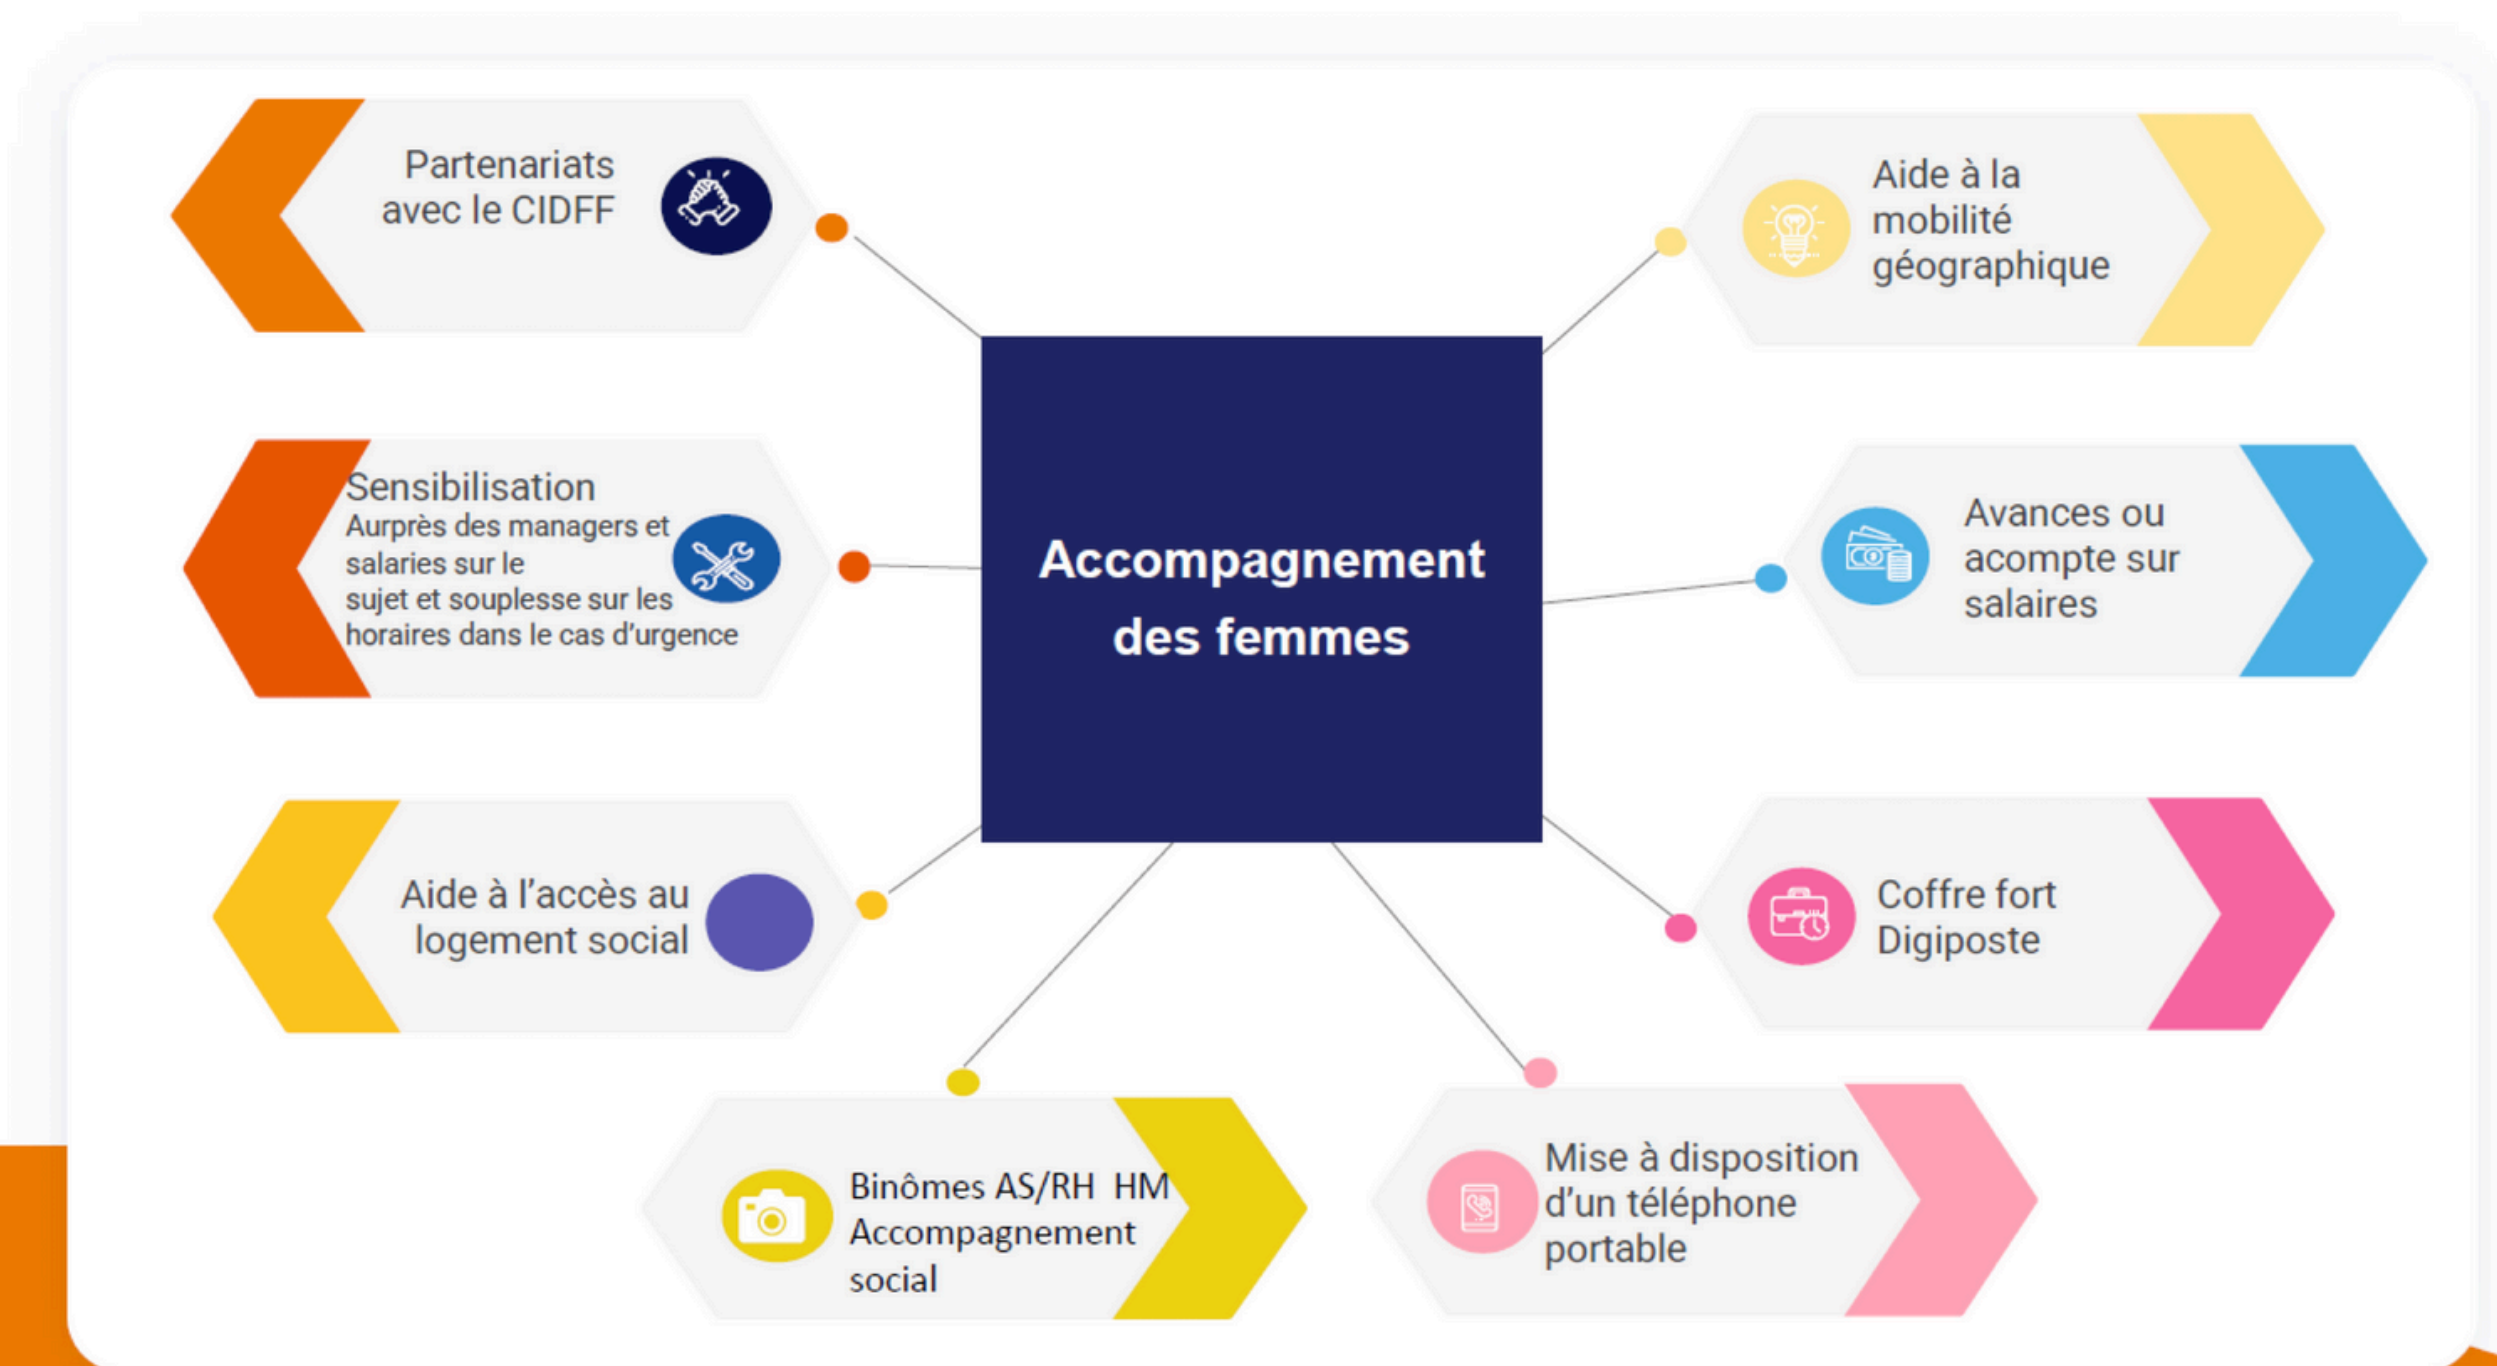 Partenariats
avec le CIDFF
Sensibilisation
Aurprès des managers et
salaries sur le
sujet et souplesse sur les
horaires dans le cas d'urgence
Aide à l'accès au
logement social
Accompagnement
des femmes
Aide à la
mobilité
géographique
Avances ou
acompte sur
salaires
Coffre fort
Digiposte
Binômes AS/RH HM
Accompagnement
social
Mise à disposition
d'un téléphone
portable